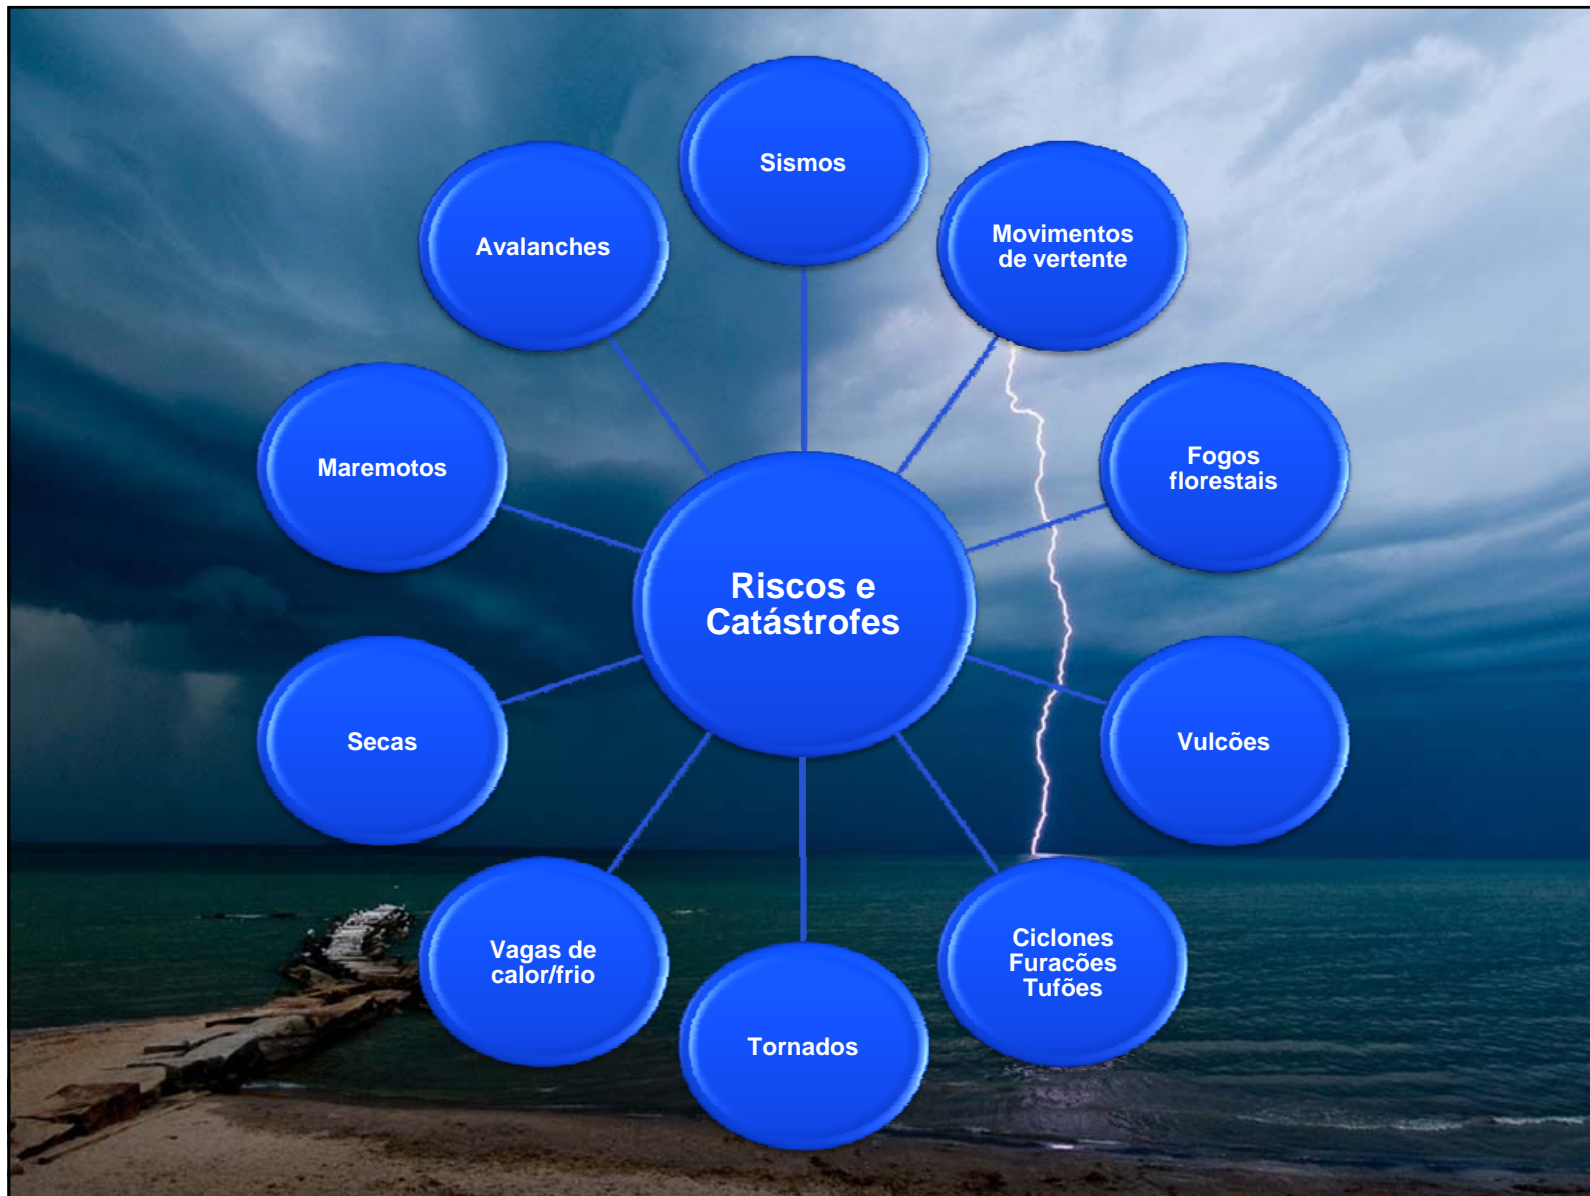 Sismos
Avalanches
Movimentos
de vertente
Maremotos
Fogos
florestais
Riscos e
Catástrofes
Secas
Vulcões
Vagas de
calor/frio
Ciclones
Furacões
Tufões
Tornados